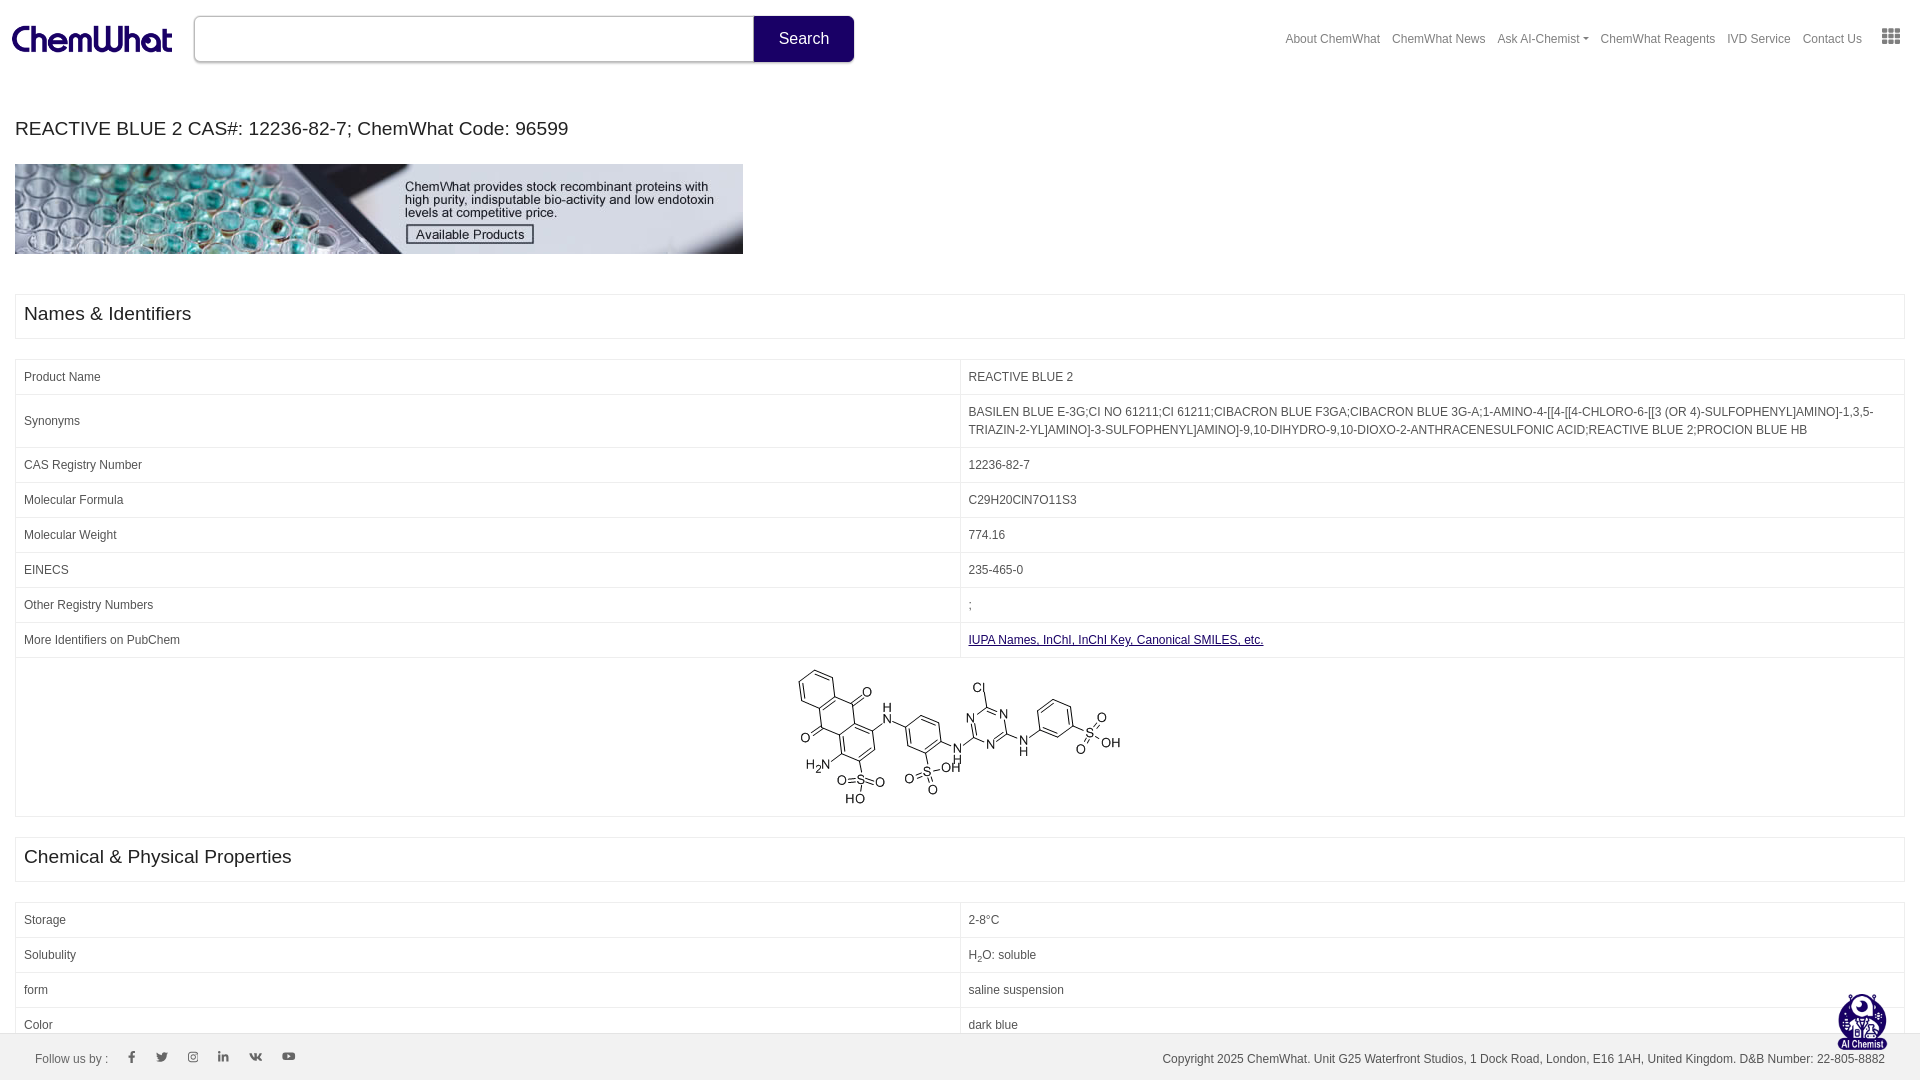 ChemWhat
Search
About ChemWhat
ChemWhat News
Ask AI-Chemist
ChemWhat Reagents
IVD Service
Contact Us
REACTIVE BLUE 2 CAS#: 12236-82-7; ChemWhat Code: 96599
ChemWhat provides stock recombinant proteins with
high purity, indisputable bio-activity and low endotoxin
levels at competitive price.
Available Products
Names & Identifiers
Product Name
REACTIVE BLUE 2
Synonyms
BASILEN BLUE E-3G;CI NO 61211;CI 61211;CIBACRON BLUE F3GA;CIBACRON BLUE 3G-A;1-AMINO-4-[[4-[[4-CHLORO-6-[[3 (OR 4)-SULFOPHENYL]AMINO]-1,3,5-
TRIAZIN-2-YL]AMINO]-3-SULFOPHENYL]AMINO]-9,10-DIHYDRO-9,10-DIOXO-2-ANTHRACENESULFONIC ACID;REACTIVE BLUE 2;PROCION BLUE HB
CAS Registry Number
12236-82-7
Molecular Formula
C29H20ClN7O11S3
Molecular Weight
774.16
EINECS
235-465-0
Other Registry Numbers
;
More Identifiers on PubChem
IUPA Names, InChI, InChI Key, Canonical SMILES, etc.
O
O
H2N
H
N
S
O
O
HO
S
O
O
OH
N
H
Cl
N
N
N
N
H
S
O
O
OH
Chemical & Physical Properties
Storage
2-8°C
Solubulity
H2O: soluble
form
saline suspension
Color
dark blue
AI Chemist
Follow us by :
Copyright 2025 ChemWhat. Unit G25 Waterfront Studios, 1 Dock Road, London, E16 1AH, United Kingdom. D&B Number: 22-805-8882